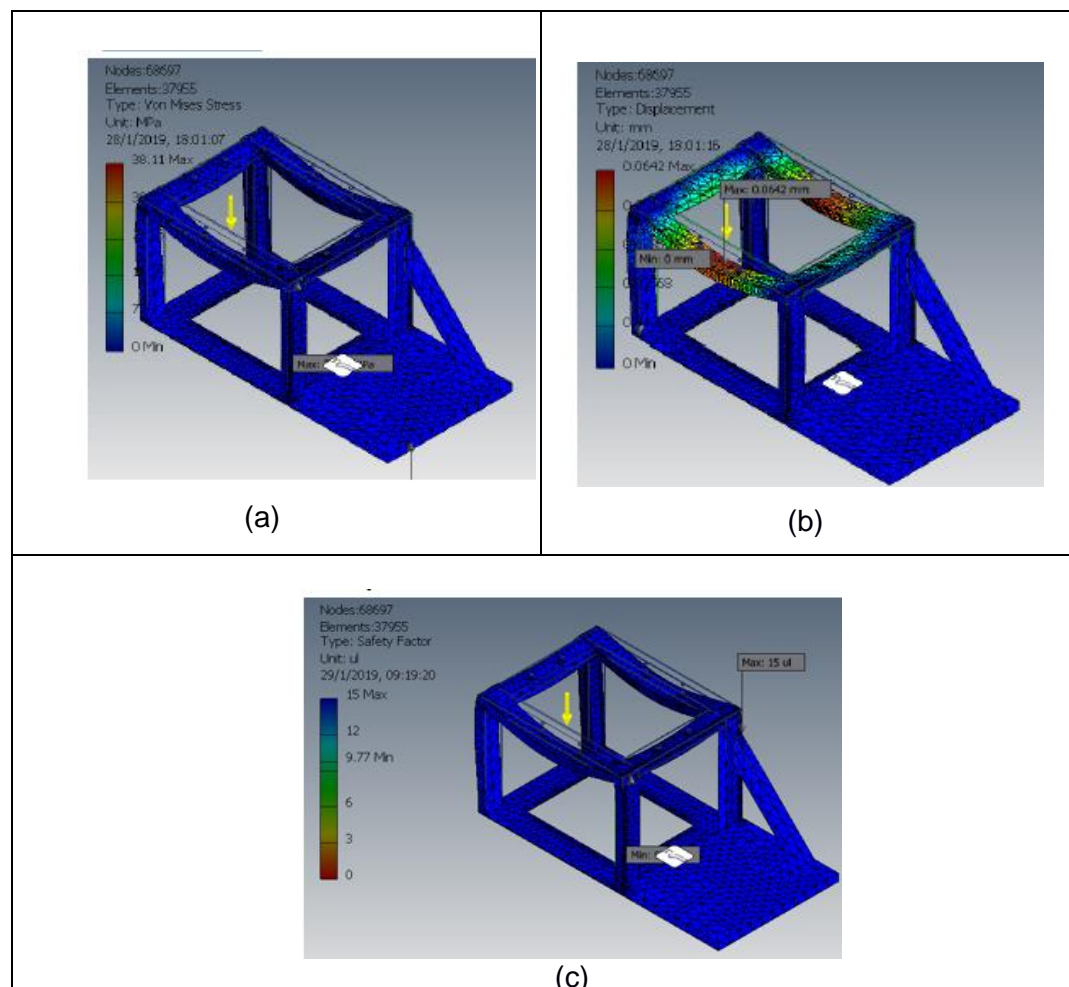 Nodes:68697
Elements:37955
Type: Von Mises Stress
Unit: MPa
28/1/2019, 18:01:07
38.11 Max
0 Min
Max:
(a)
Nodes:68697
Elements:37955
Type: Displacement
Unit: mm
28/1/2019, 18:01:16
0.0642 Max
Max: 0.0642 mm
Min: 0 mm
0 Min
(b)
Nodes:68697
Elements:37955
Type: Safety Factor
Unit: ul
29/1/2019, 09:19:20
15 Max
Max: 15 ul
12
9.77 Min
6
3
Min:
0
(c)